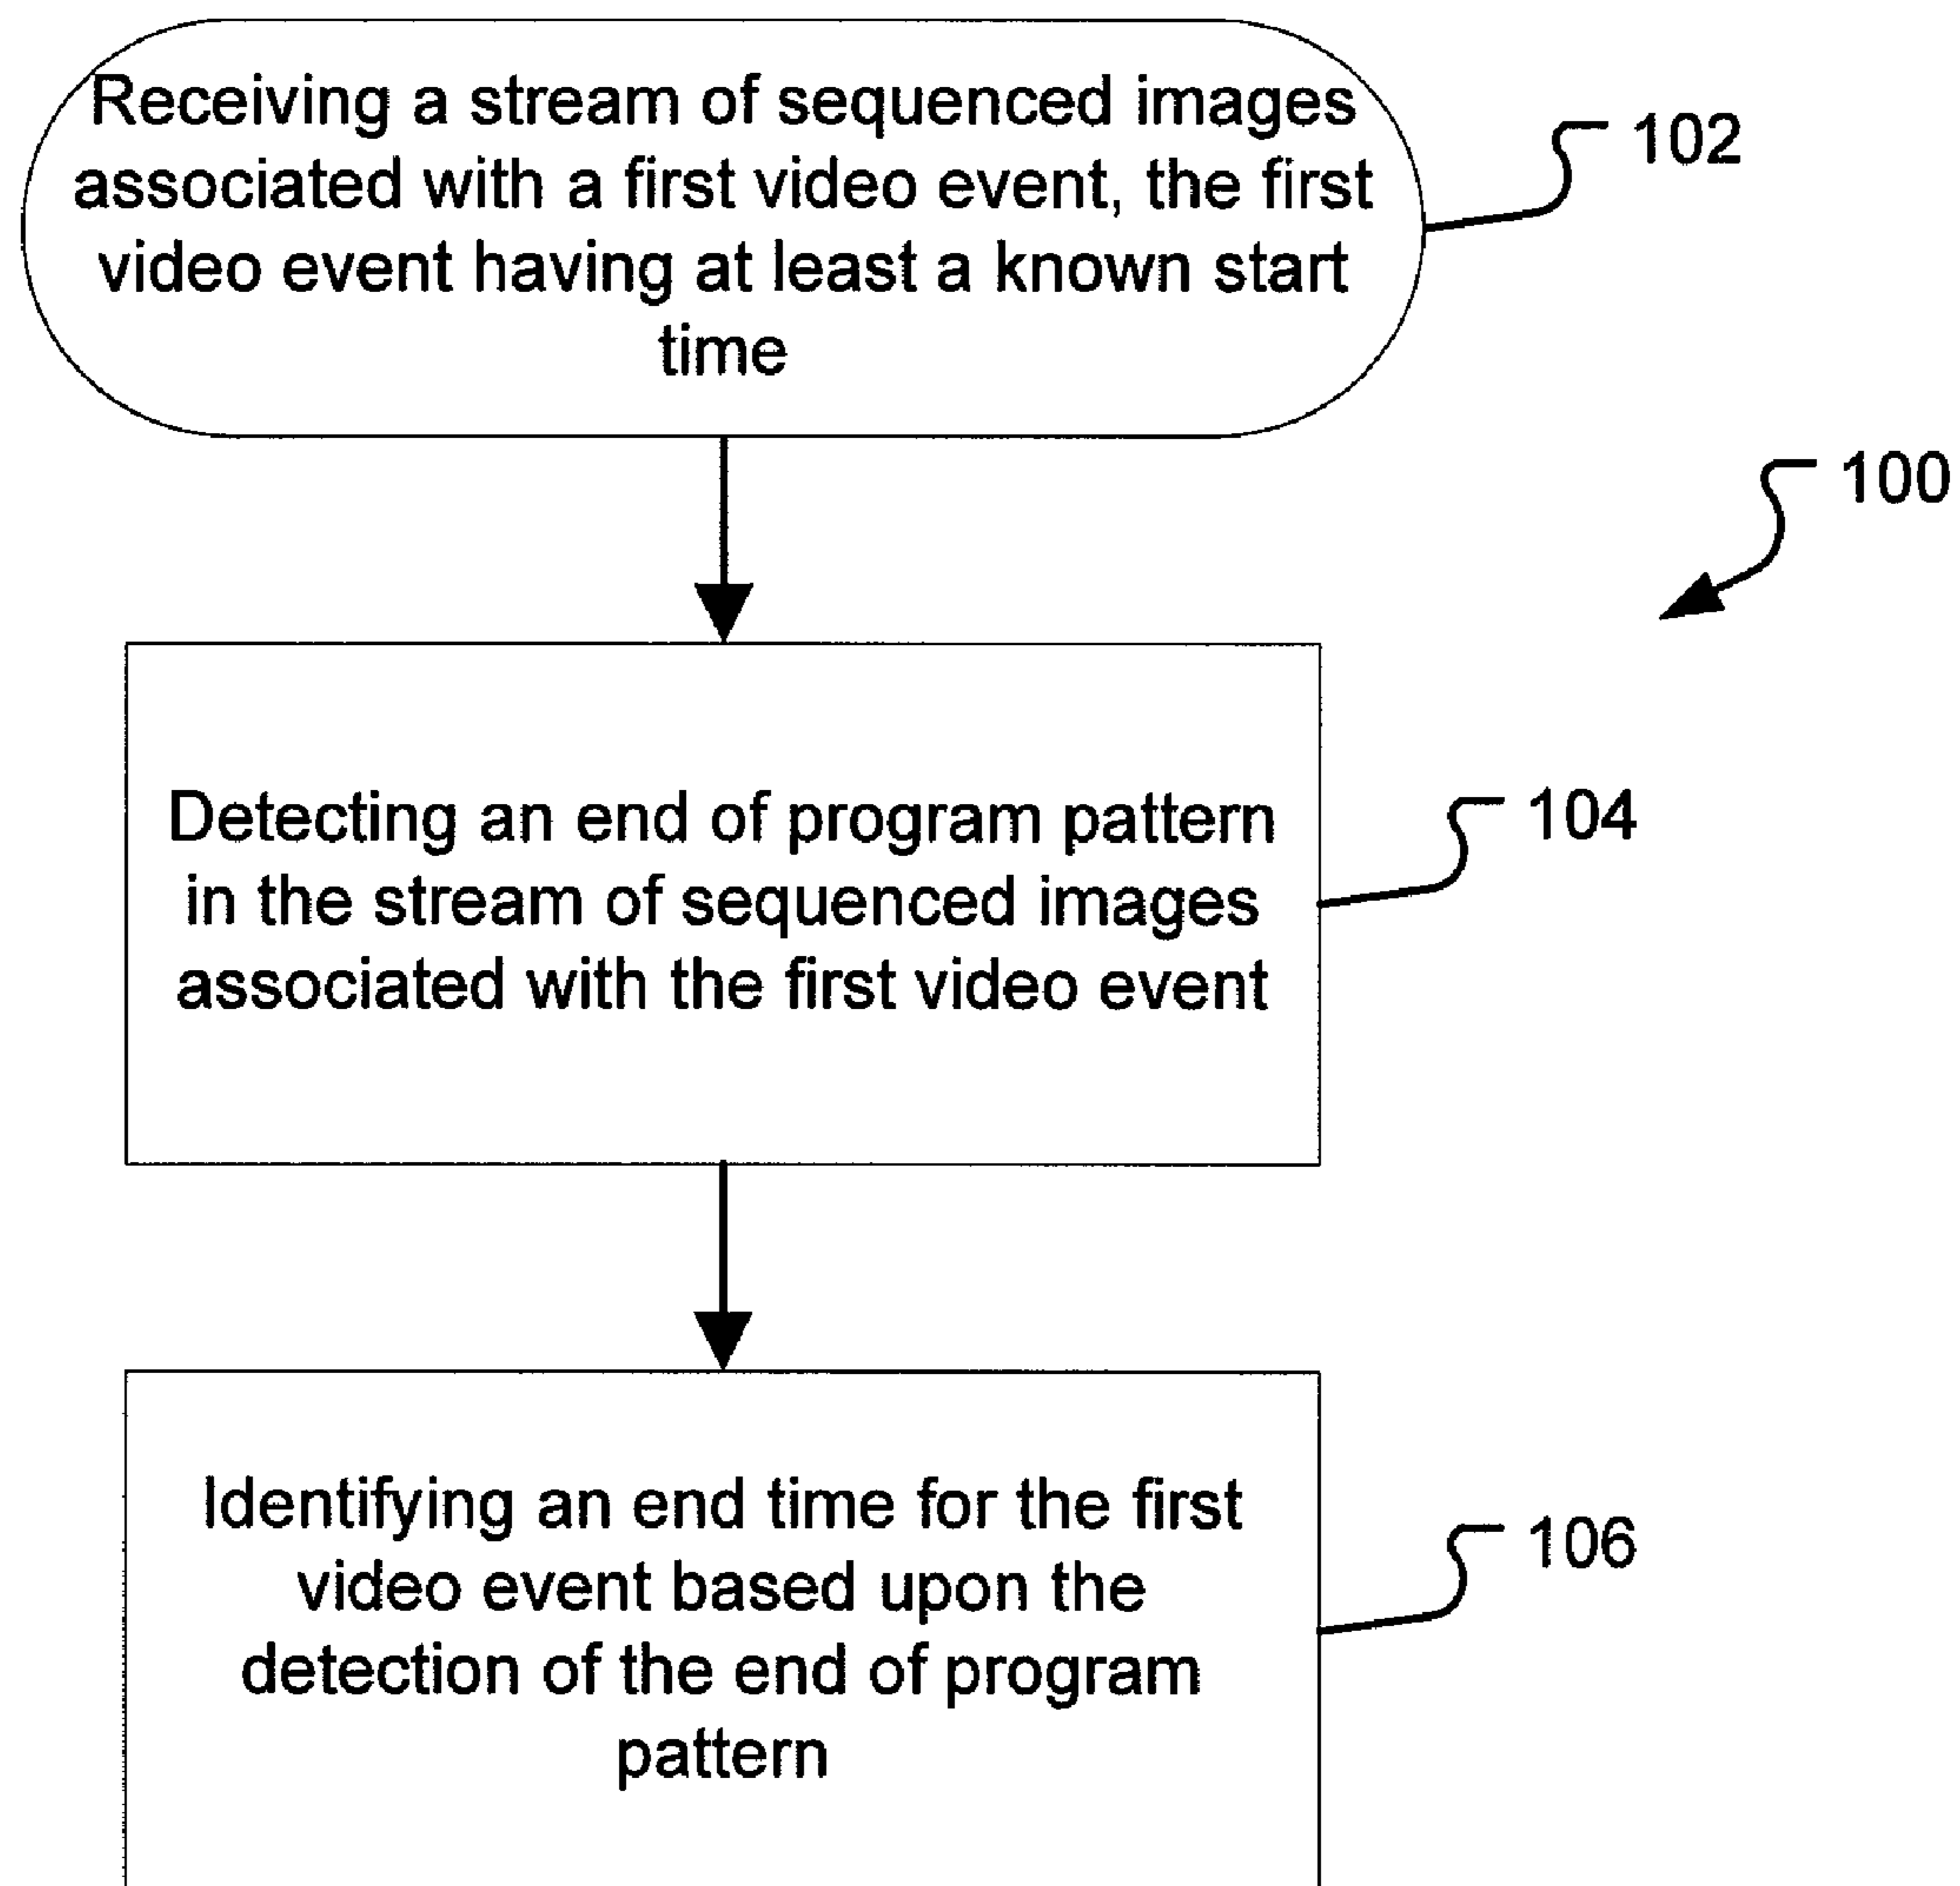 Receiving a stream of sequenced images
associated with a first video event, the first
video event having at least a known start
time
102
100
Detecting an end of program pattern
in the stream of sequenced images
associated with the first video event
104
Identifying an end time for the first
video event based upon the
detection of the end of program
pattern
106